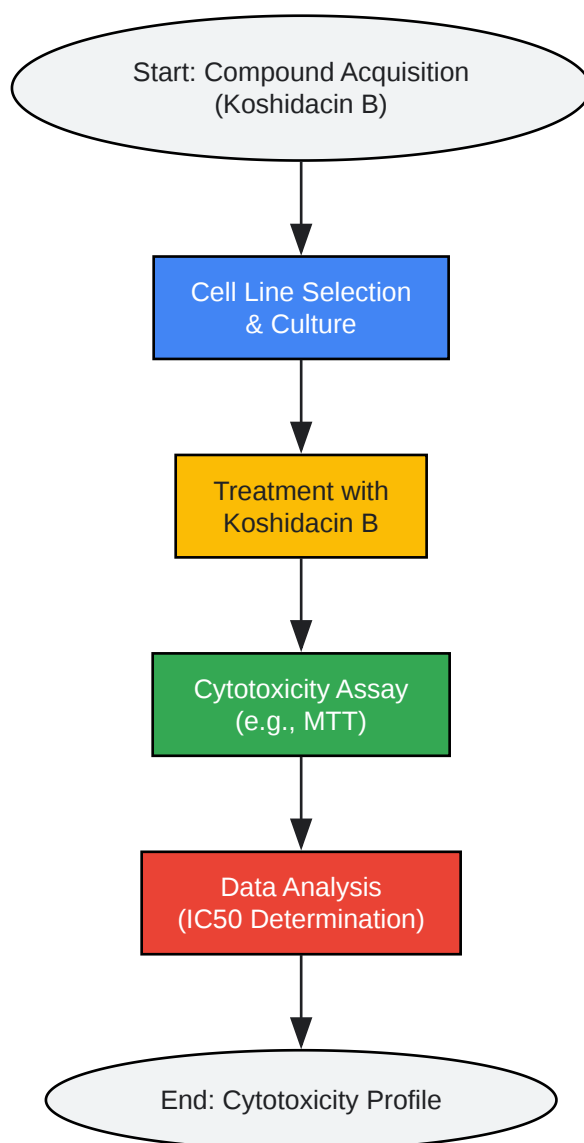 Start: Compound Acquisition
(Koshidacin B)
Cell Line Selection
& Culture
Treatment with
Koshidacin B
Cytotoxicity Assay
(e.g., MTT)
Data Analysis
(IC50 Determination)
End: Cytotoxicity Profile